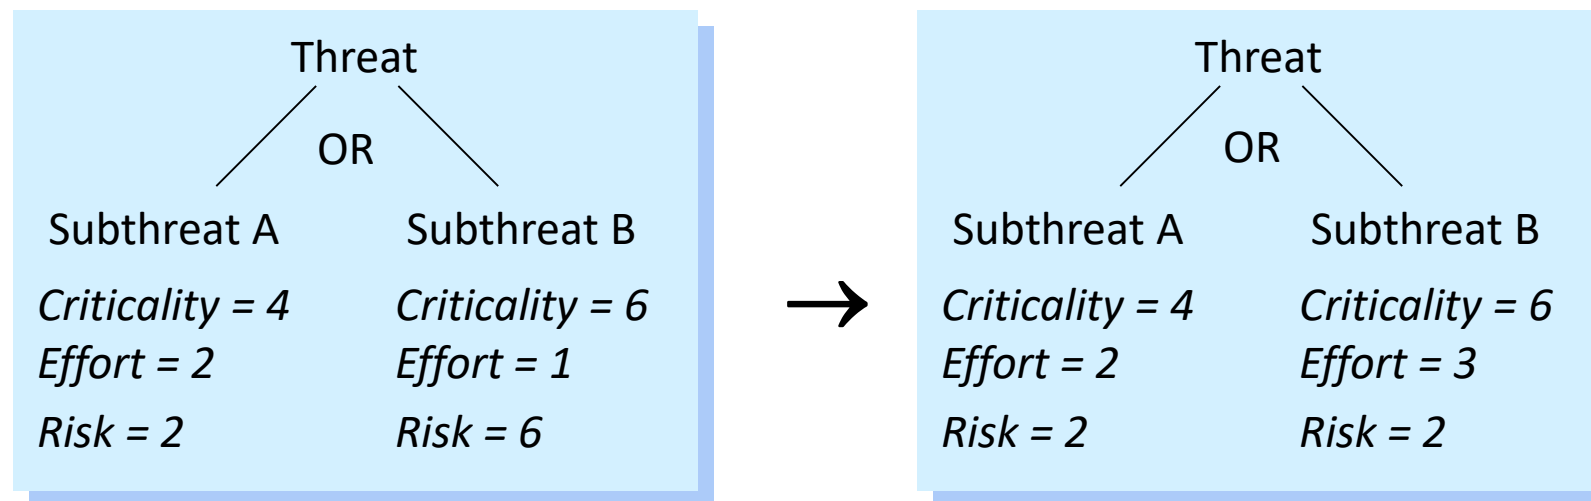 Threat
OR
Subthreat A Subthreat B
Criticality = 4 Criticality = 6
Effort = 2 Effort = 1
Risk = 2 Risk = 6
→
Threat
OR
Subthreat A Subthreat B
Criticality = 4 Criticality = 6
Effort = 2 Effort = 3
Risk = 2 Risk = 2